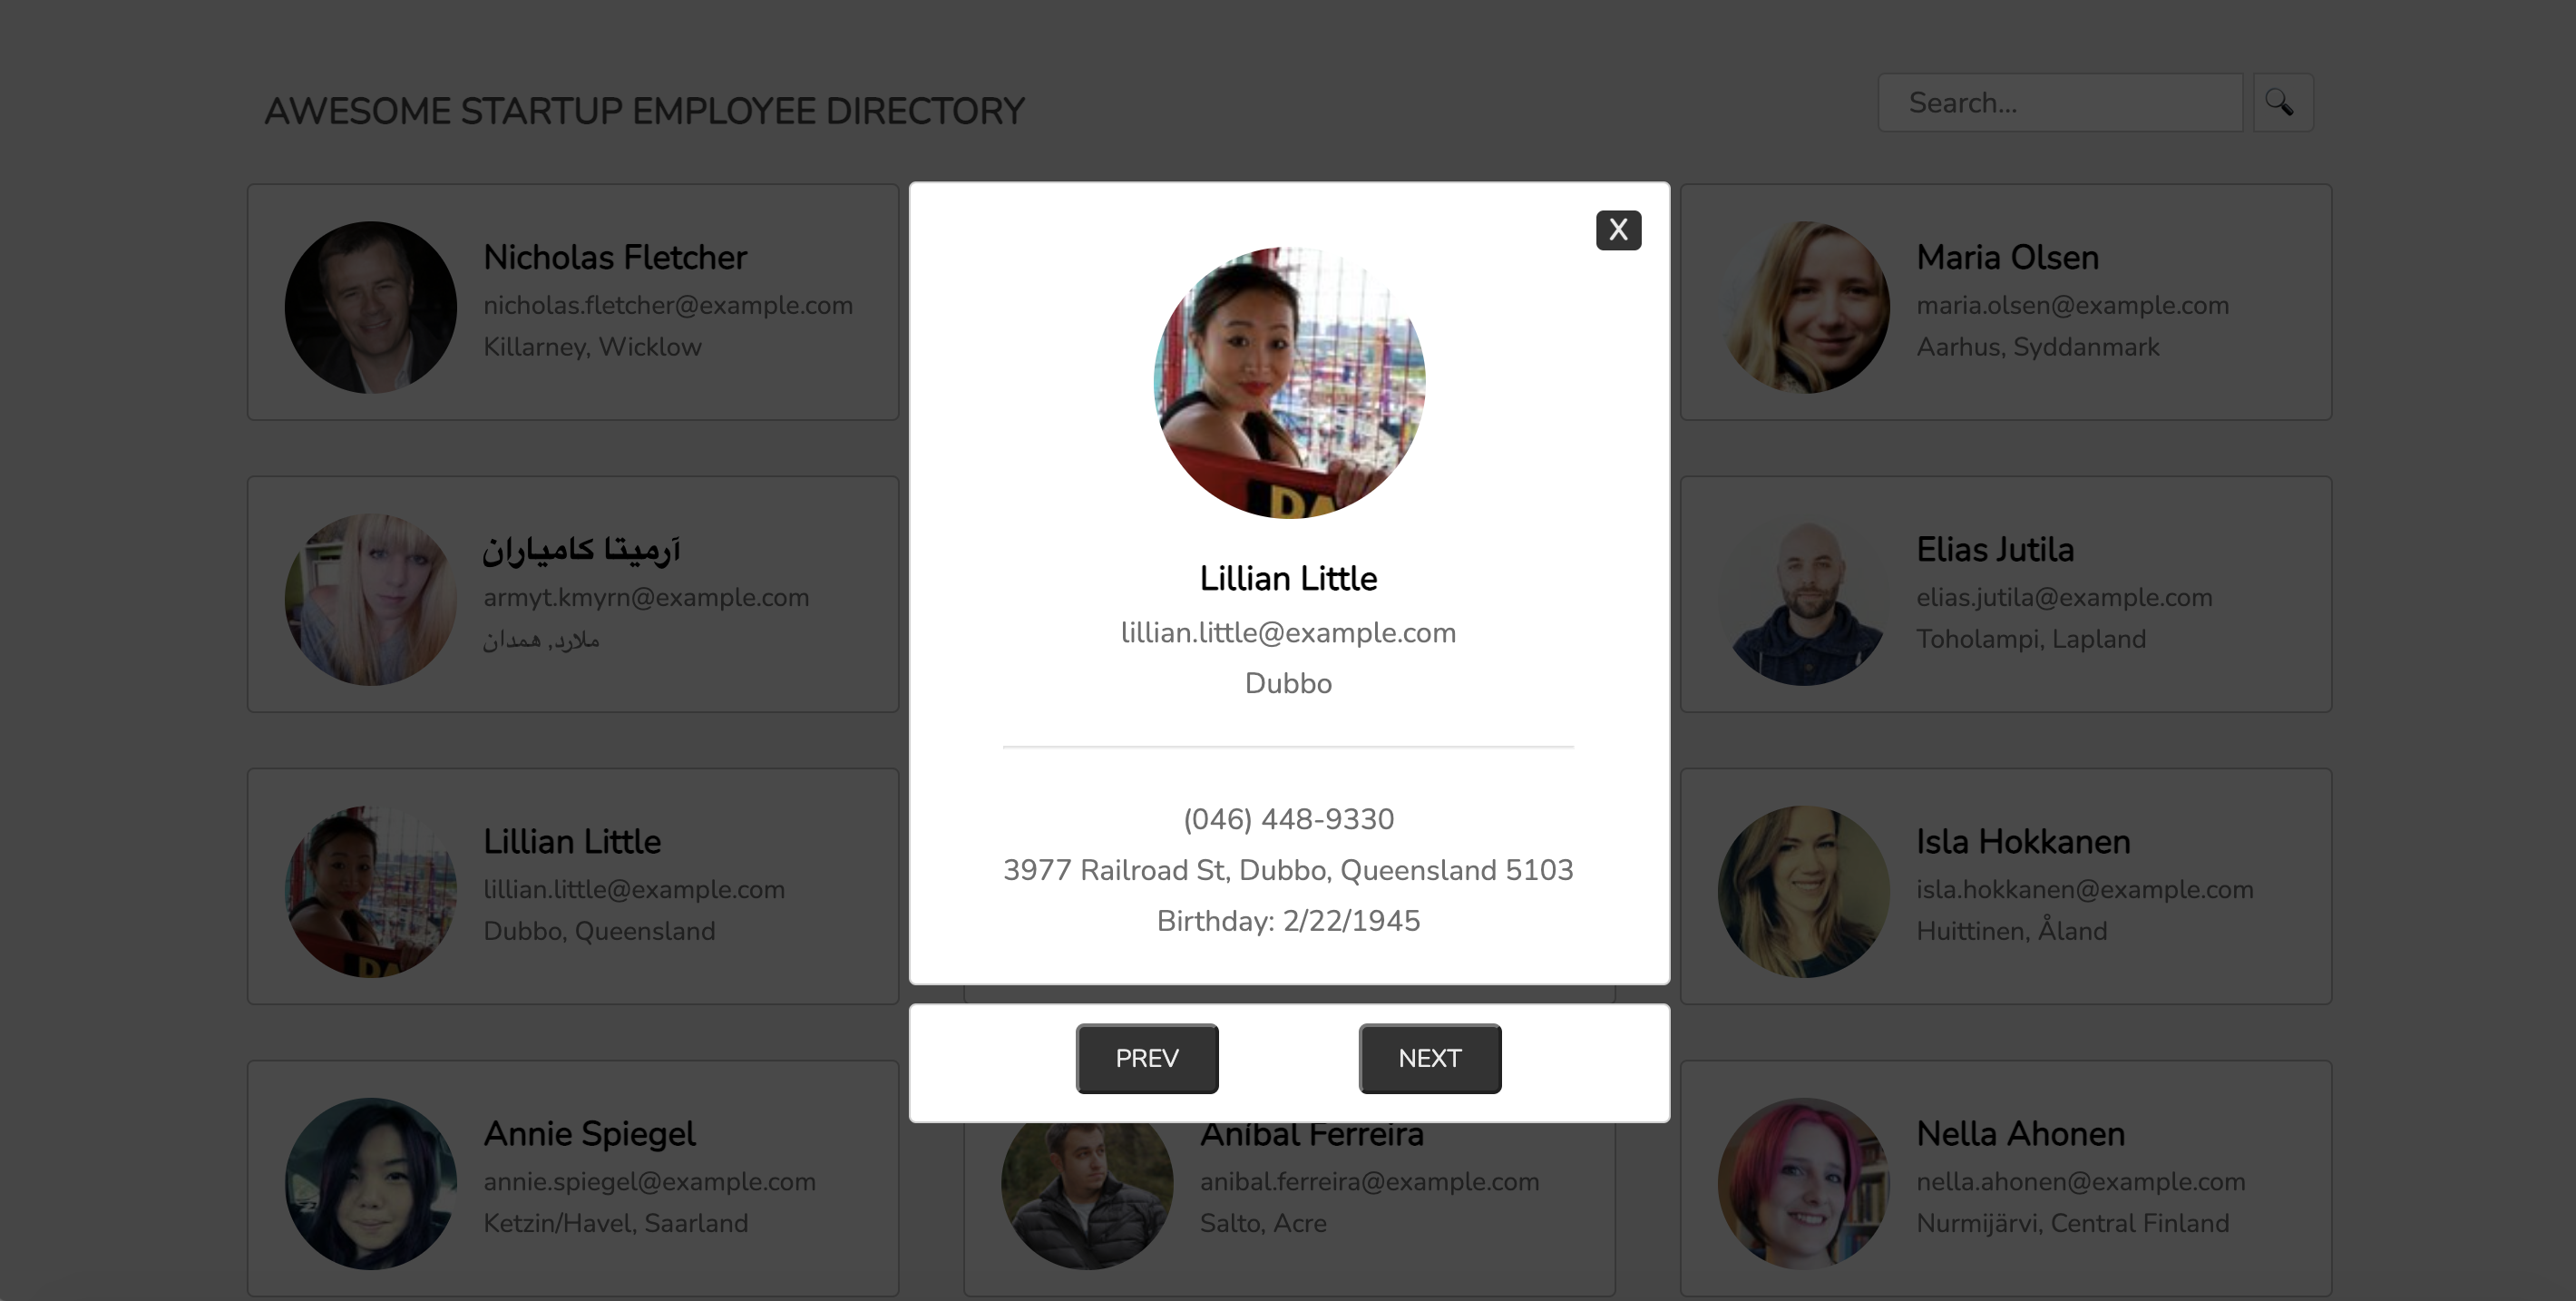 AWESOME STARTUP EMPLOYEE DIRECTORY
Search...
Nicholas Fletcher
nicholas.fletcher@example.com
Killarney, Wicklow
Maria Olsen
maria.olsen@example.com
Aarhus, Syddanmark
آرمیتا کامیاران
armyt.kmyrn@example.com
ملارد, همدان
Elias Jutila
elias.jutila@example.com
Toholampi, Lapland
Lillian Little
lillian.little@example.com
Dubbo, Queensland
Isla Hokkanen
isla.hokkanen@example.com
Huittinen, Åland
Annie Spiegel
annie.spiegel@example.com
Ketzin/Havel, Saarland
Aníbal Ferreira
anibal.ferreira@example.com
Salto, Acre
Nella Ahonen
nella.ahonen@example.com
Nurmijärvi, Central Finland
X
DA
Lillian Little
lillian.little@example.com
Dubbo
(046) 448-9330
3977 Railroad St, Dubbo, Queensland 5103
Birthday: 2/22/1945
PREV
NEXT